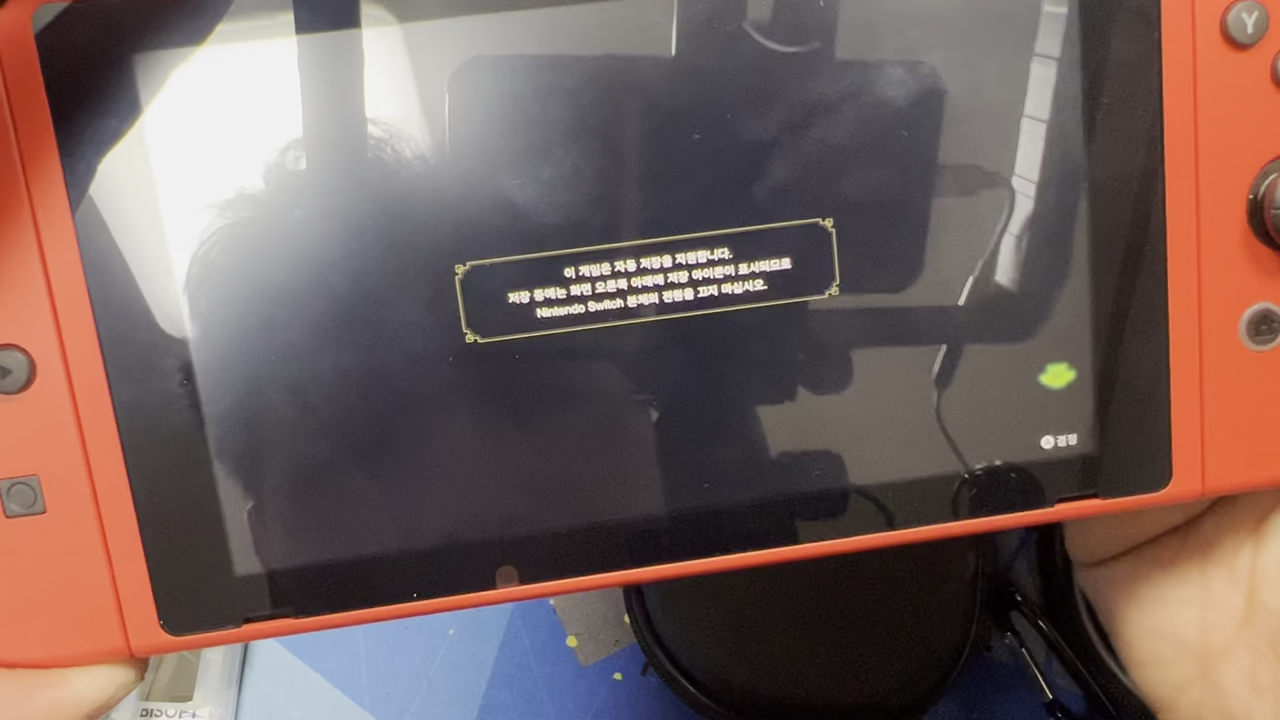 이 게임은 자동 저장을 지원합니다.
저장 중에는 화면 오른쪽 아래에 저장 아이콘이 표시되므로
Nintendo Switch 본체의 전원을 끄지 마십시오.
Y
결정